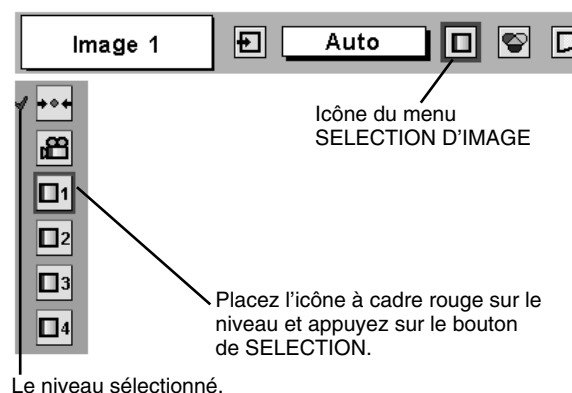 Image 1
Auto
Icône du menu
SELECTION D'IMAGE
1
2
3
4
Placez l'icône à cadre rouge sur le
niveau et appuyez sur le bouton
de SELECTION.
Le niveau sélectionné.